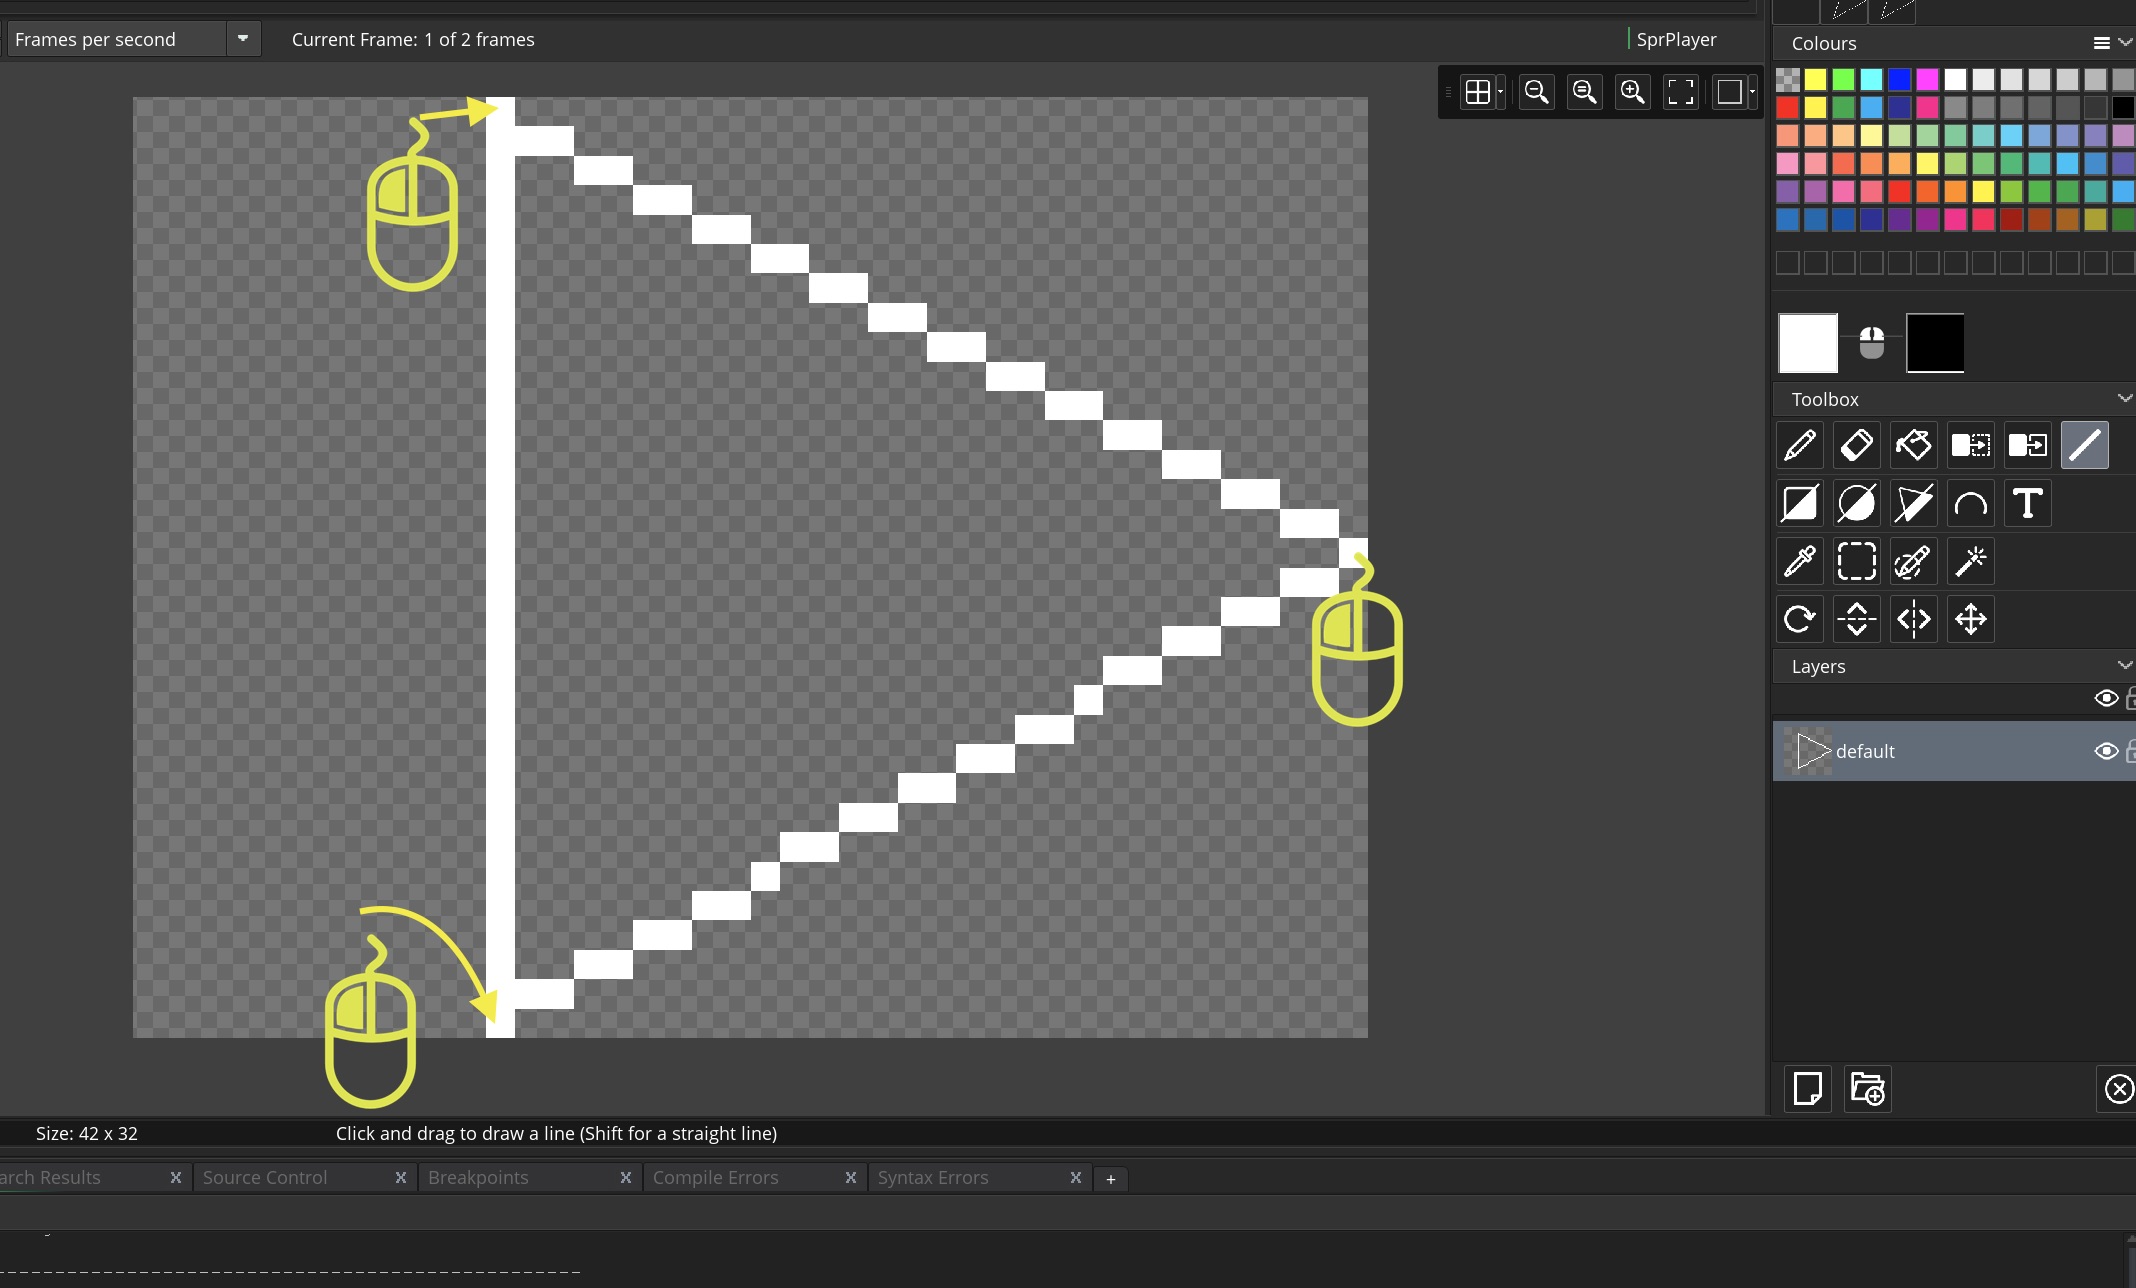 Frames per second
Current Frame: 1 of 2 frames
SprPlayer
Colours
Toolbox
T
Layers
default
Size: 42 x 32
Click and drag to draw a line (Shift for a straight line)
arch Results x
Source Control x
Breakpoints x
Compile Errors x
Syntax Errors x
+